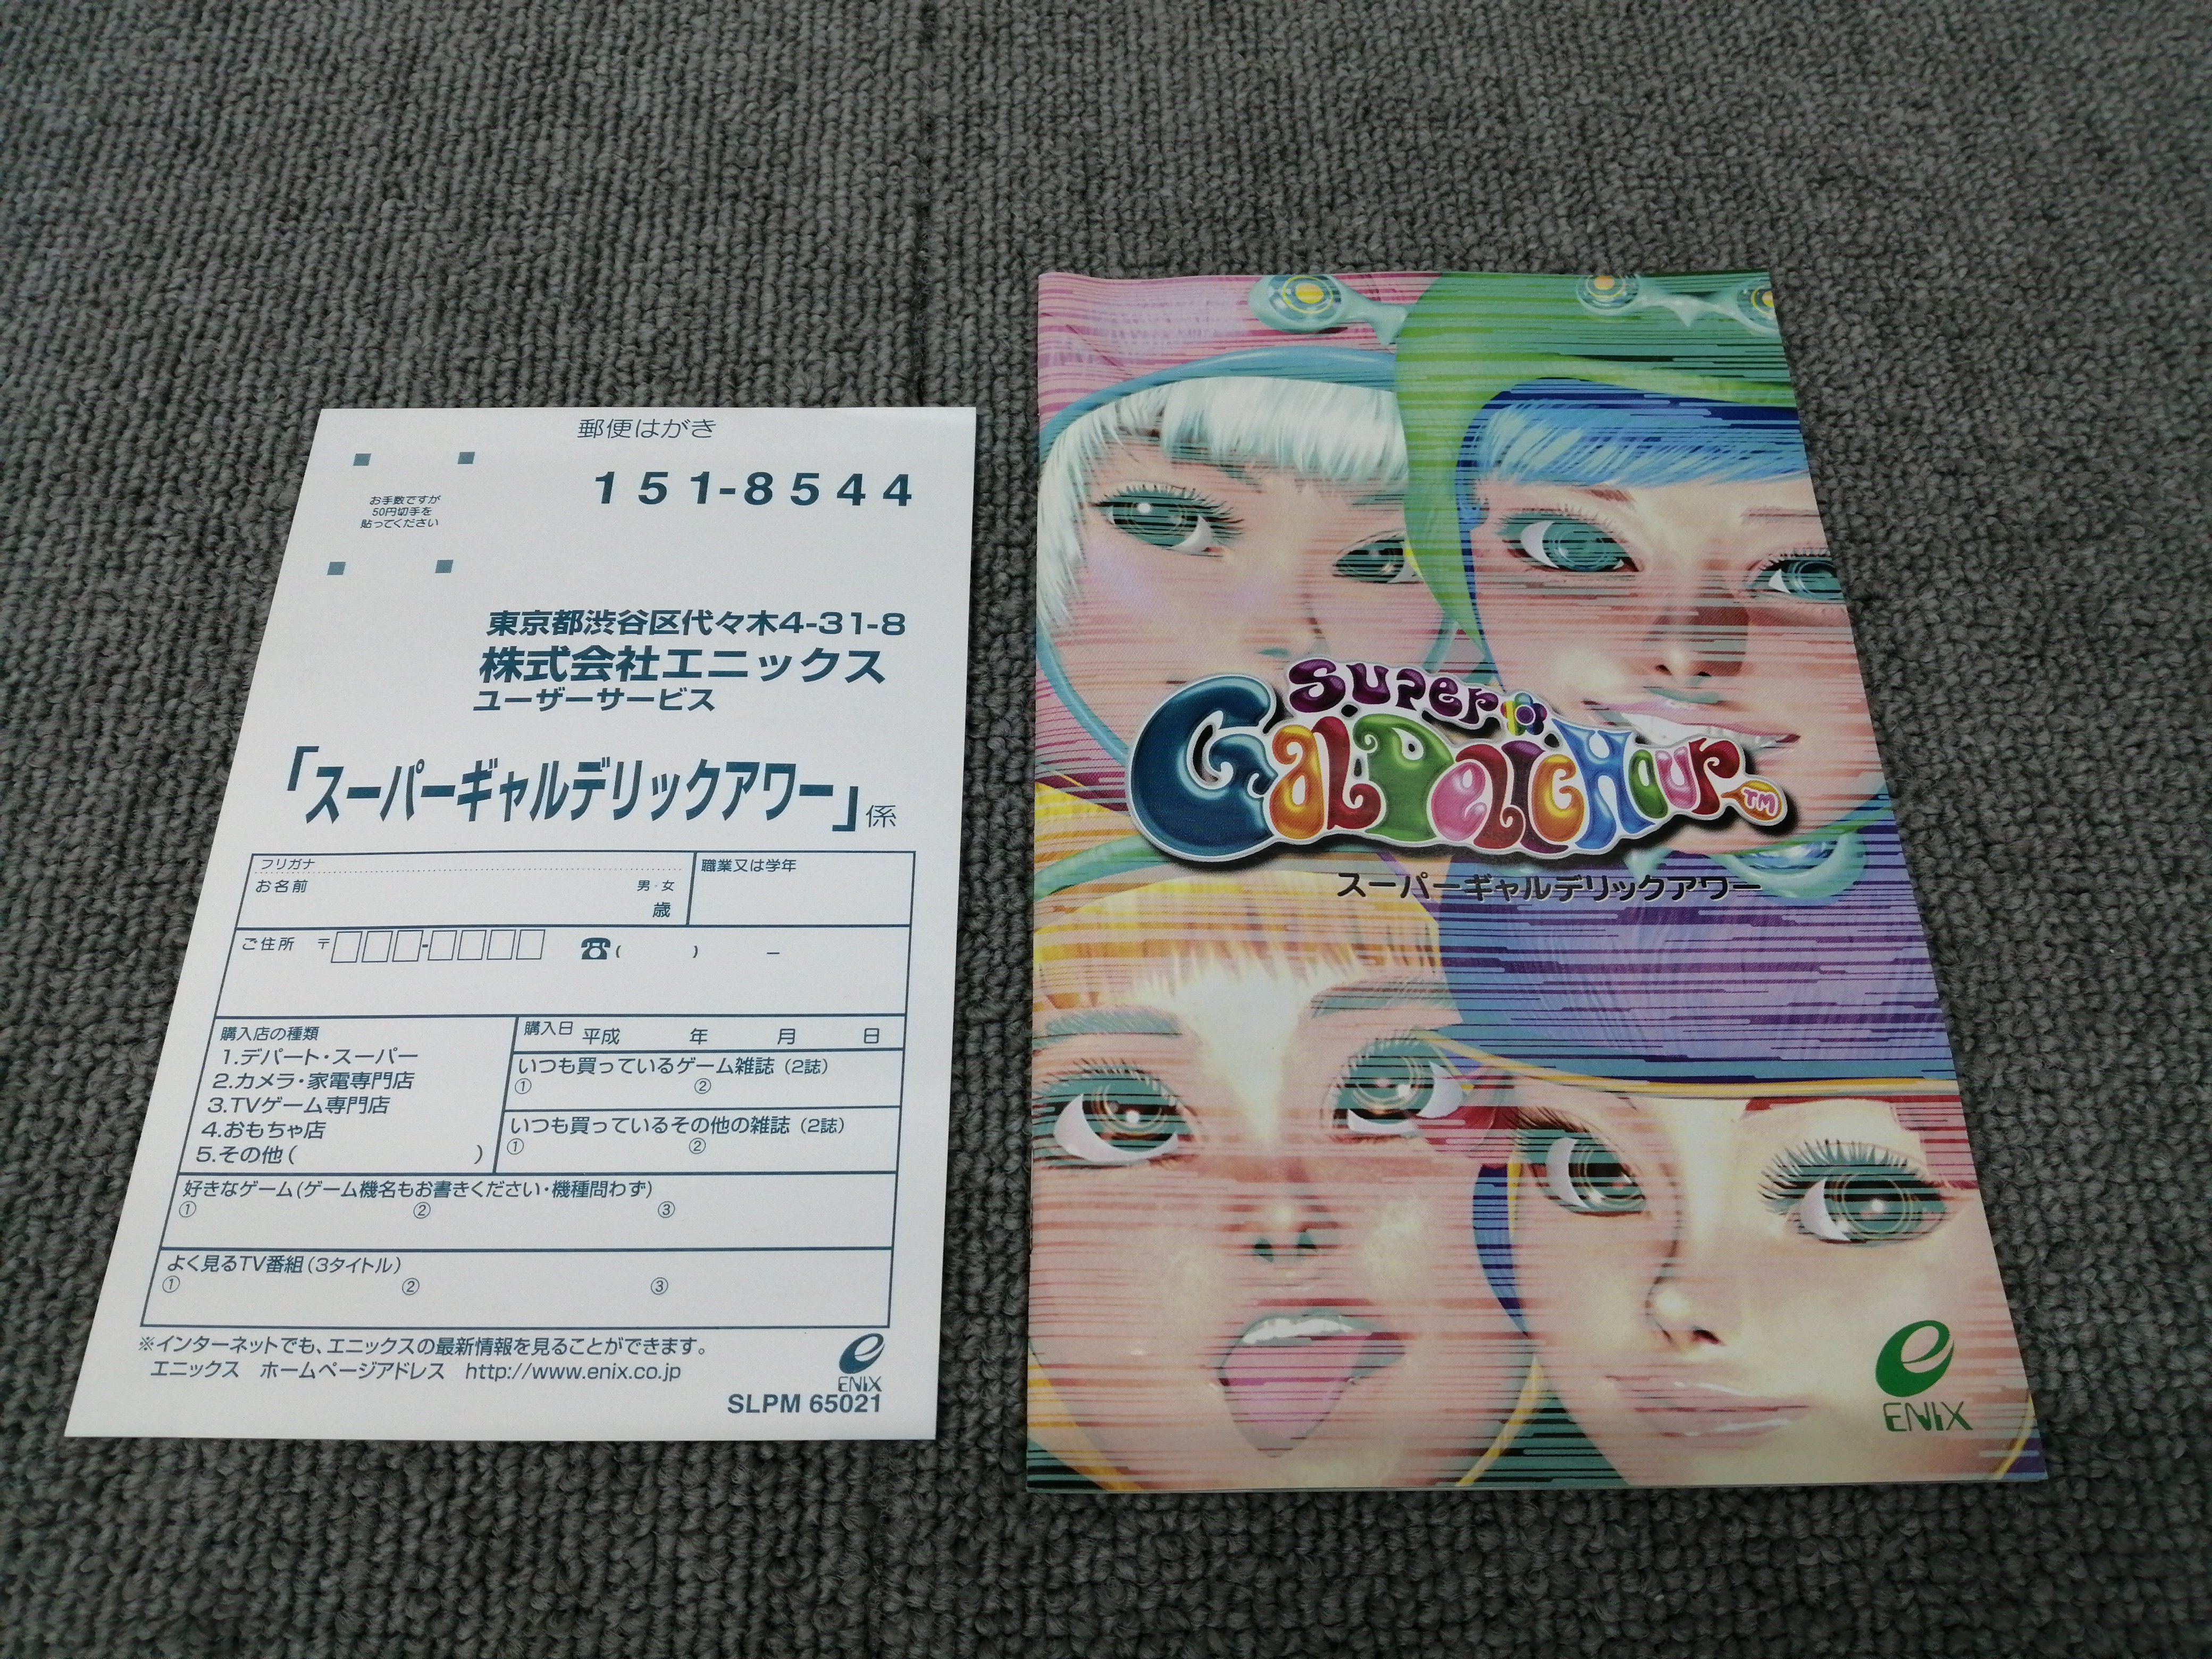 郵便はがき
151-8544
お手数ですが
50円切手を
貼ってください
東京都渋谷区代々木4-31-8
株式会社エニックス
ユーザーサービス
「スーパーギャルデリックアワー」係
フリガナ
お名前 男・女
歳
職業又は学年
ご住所 〒 - ☎( ) −
購入店の種類
1.デパート・スーパー
2.カメラ・家電専門店
3.TVゲーム専門店
4.おもちゃ店
5.その他( )
購入日 平成 年 月 日
いつも買っているゲーム雑誌(2誌)
① ②
いつも買っているその他の雑誌(2誌)
① ②
好きなゲーム(ゲーム機名もお書きください・機種問わず)
① ② ③
よく見るTV番組(3タイトル)
① ② ③
※インターネットでも、エニックスの最新情報を見ることができます。
エニックス ホームページアドレス http://www.enix.co.jp
ENIX
SLPM 65021
SUPER
GALDELICHOUR TM
スーパーギャルデリックアワー
ENIX